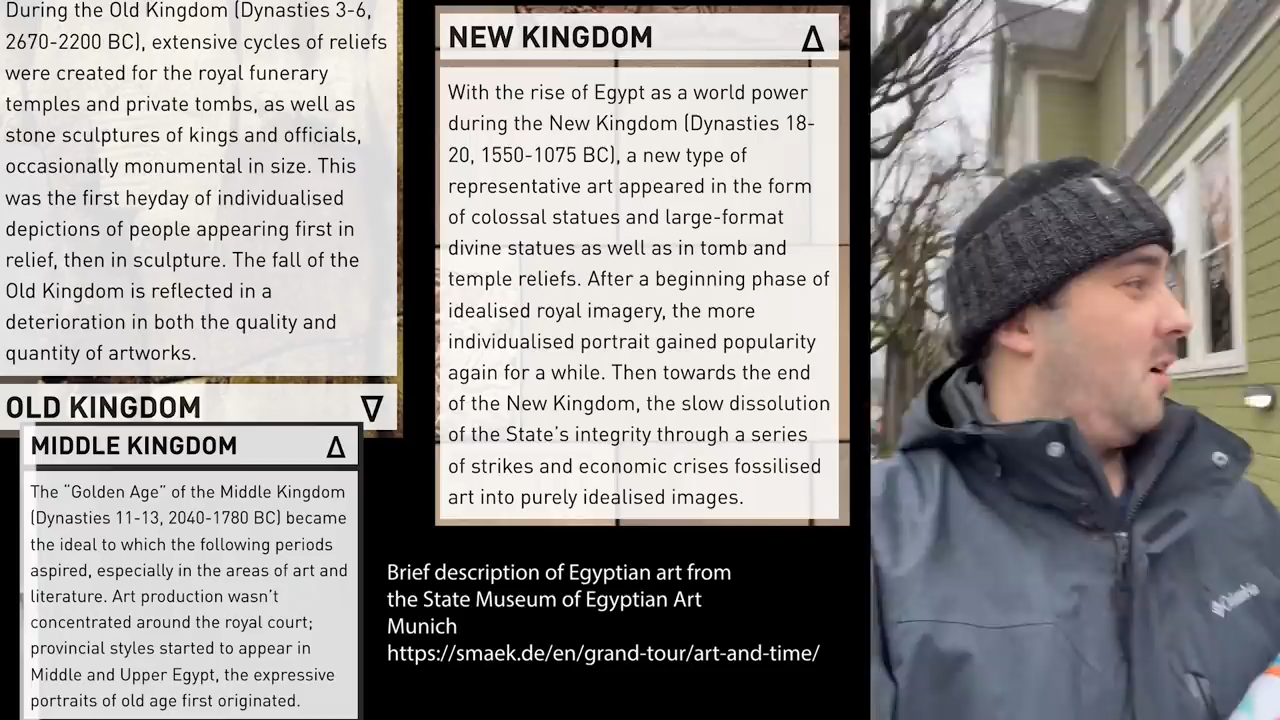 During the Old Kingdom (Dynasties 3-6,
2670-2200 BC), extensive cycles of reliefs
were created for the royal funerary
temples and private tombs, as well as
stone sculptures of kings and officials,
occasionally monumental in size. This
was the first heyday of individualised
depictions of people appearing first in
relief, then in sculpture. The fall of the
Old Kingdom is reflected in a
deterioration in both the quality and
quantity of artworks.
OLD KINGDOM
MIDDLE KINGDOM
The “Golden Age” of the Middle Kingdom
(Dynasties 11-13, 2040-1780 BC) became
the ideal to which the following periods
aspired, especially in the areas of art and
literature. Art production wasn’t
concentrated around the royal court;
provincial styles started to appear in
Middle and Upper Egypt, the expressive
portraits of old age first originated.
NEW KINGDOM
With the rise of Egypt as a world power
during the New Kingdom (Dynasties 18-
20, 1550-1075 BC), a new type of
representative art appeared in the form
of colossal statues and large-format
divine statues as well as in tomb and
temple reliefs. After a beginning phase of
idealised royal imagery, the more
individualised portrait gained popularity
again for a while. Then towards the end
of the New Kingdom, the slow dissolution
of the State’s integrity through a series
of strikes and economic crises fossilised
art into purely idealised images.
Brief description of Egyptian art from
the State Museum of Egyptian Art
Munich
https://smaek.de/en/grand-tour/art-and-time/
Columbia